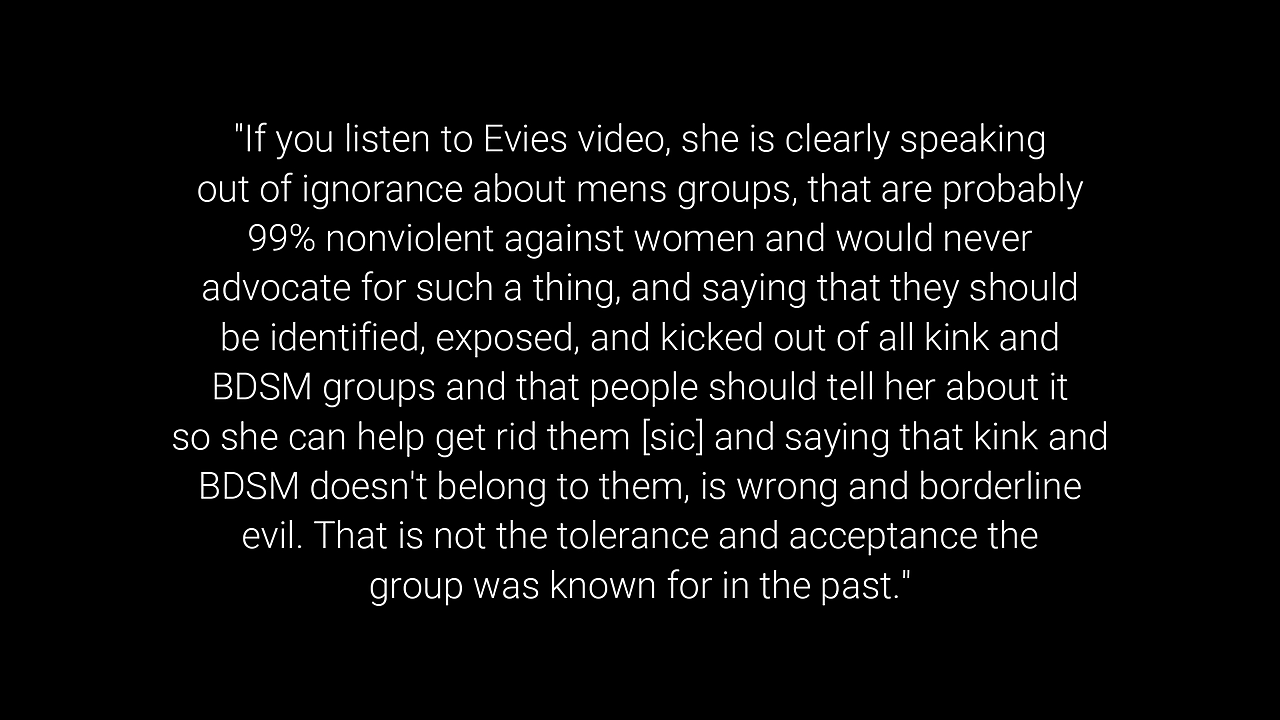 "If you listen to Evies video, she is clearly speaking
out of ignorance about mens groups, that are probably
99% nonviolent against women and would never
advocate for such a thing, and saying that they should
be identified, exposed, and kicked out of all kink and
BDSM groups and that people should tell her about it
so she can help get rid them [sic] and saying that kink and
BDSM doesn't belong to them, is wrong and borderline
evil. That is not the tolerance and acceptance the
group was known for in the past."